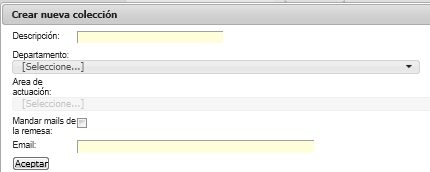 Crear nueva colección
Descripción:
Departamento:
[Seleccione...]
Area de
actuación:
[Seleccione...]
Mandar mails de
la remesa:
Email:
Aceptar